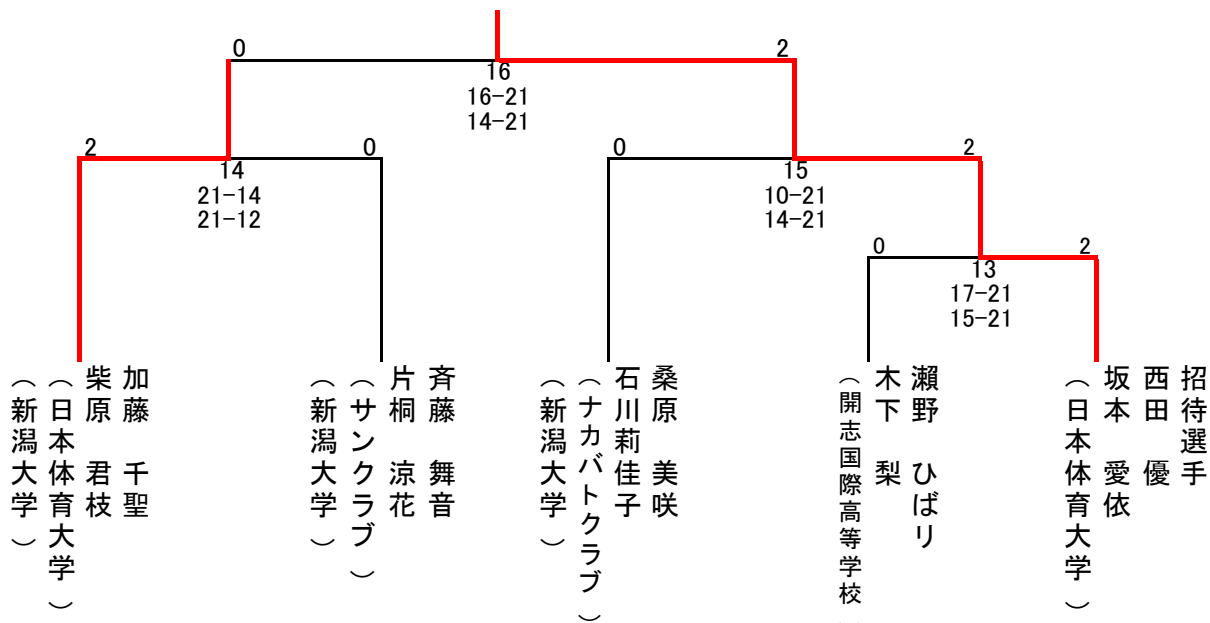 0
2
16
16-21
14-21
2
0
14
21-14
21-12
0
2
15
10-21
14-21
0
2
13
17-21
15-21
加藤 千聖
柴原 君枝
（日本体育大学）
（新潟大学）
斉藤 舞音
片桐 涼花
（サンクラブ）
（新潟大学）
桑原 美咲
石川莉佳子
（ナカバトクラブ）
（新潟大学）
瀬野 ひばり
木下 梨
（開志国際高等学校
招待選手
西田 優
坂本 愛依
（日本体育大学）